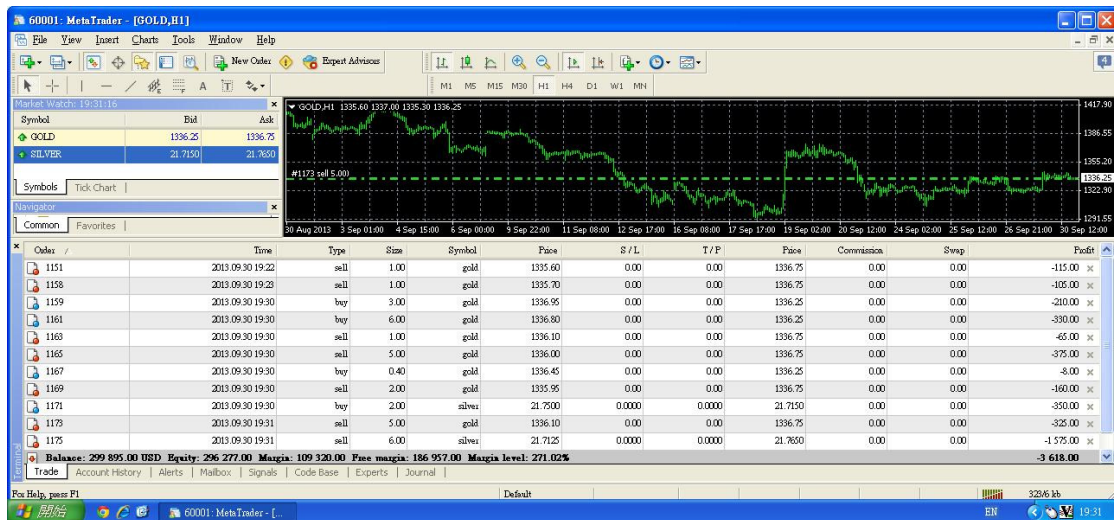 60001: MetaTrader - [GOLD,H1]
File View Insert Charts Tools Window Help
New Order Expert Advisors 4
A T M1 M5 M15 M30 H1 H4 D1 W1 MN
Market Watch: 19:31:16
Symbol Bid Ask
GOLD 1336.25 1336.75
SILVER 21.7150 21.7650
Symbols Tick Chart
Navigator
Common Favorites
GOLD,H1 1335.60 1337.00 1335.30 1336.25
#1173 sell 5.00
1417.90
1386.55
1355.20
1336.25
1322.90
1291.55
30 Aug 2013 3 Sep 01:00 4 Sep 15:00 6 Sep 00:00 9 Sep 22:00 11 Sep 08:00 12 Sep 17:00 16 Sep 08:00 17 Sep 17:00 19 Sep 02:00 20 Sep 12:00 24 Sep 02:00 25 Sep 12:00 26 Sep 21:00 30 Sep 12:00
Order / Time Type Size Symbol Price S / L T / P Price Commission Swap Profit
1151 2013.09.30 19:22 sell 1.00 gold 1335.60 0.00 0.00 1336.75 0.00 0.00 -115.00
1158 2013.09.30 19:23 sell 1.00 gold 1335.70 0.00 0.00 1336.75 0.00 0.00 -105.00
1159 2013.09.30 19:30 buy 3.00 gold 1336.95 0.00 0.00 1336.25 0.00 0.00 -210.00
1161 2013.09.30 19:30 buy 6.00 gold 1336.80 0.00 0.00 1336.25 0.00 0.00 -330.00
1163 2013.09.30 19:30 sell 1.00 gold 1336.10 0.00 0.00 1336.75 0.00 0.00 -65.00
1165 2013.09.30 19:30 sell 5.00 gold 1336.00 0.00 0.00 1336.75 0.00 0.00 -375.00
1167 2013.09.30 19:30 buy 0.40 gold 1336.45 0.00 0.00 1336.25 0.00 0.00 -8.00
1169 2013.09.30 19:30 sell 2.00 gold 1335.95 0.00 0.00 1336.75 0.00 0.00 -160.00
1171 2013.09.30 19:30 buy 2.00 silver 21.7500 0.0000 0.0000 21.7150 0.00 0.00 -350.00
1173 2013.09.30 19:31 sell 5.00 gold 1336.10 0.00 0.00 1336.75 0.00 0.00 -325.00
1175 2013.09.30 19:31 sell 6.00 silver 21.7125 0.0000 0.0000 21.7650 0.00 0.00 -1 575.00
Balance: 299 895.00 USD Equity: 296 277.00 Margin: 109 320.00 Free margin: 186 957.00 Margin level: 271.02% -3 618.00
Terminal
Trade Account History Alerts Mailbox Signals Code Base Experts Journal
For Help, press F1 Default 323/6 kb
開始 60001: MetaTrader - [... EN 19:31